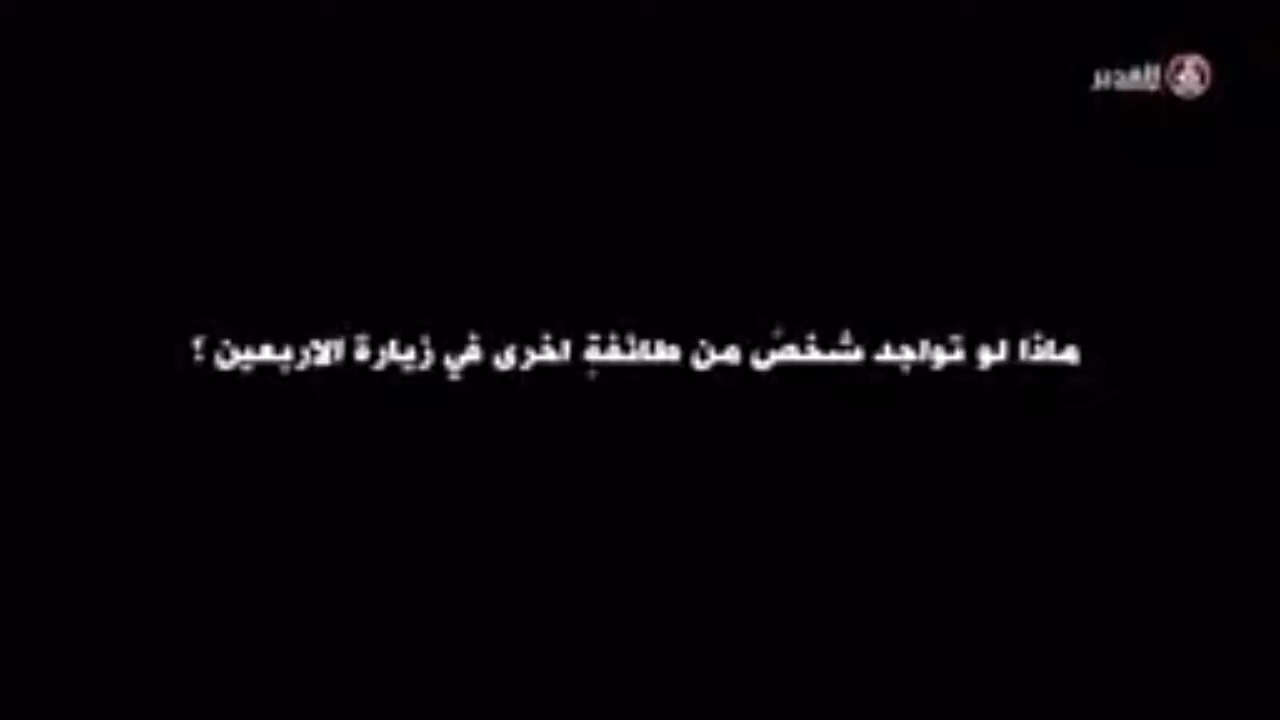 الغدير
ماذا لو تواجد شخصٌ من طائفةٍ اخرى في زيارة الاربعين ؟